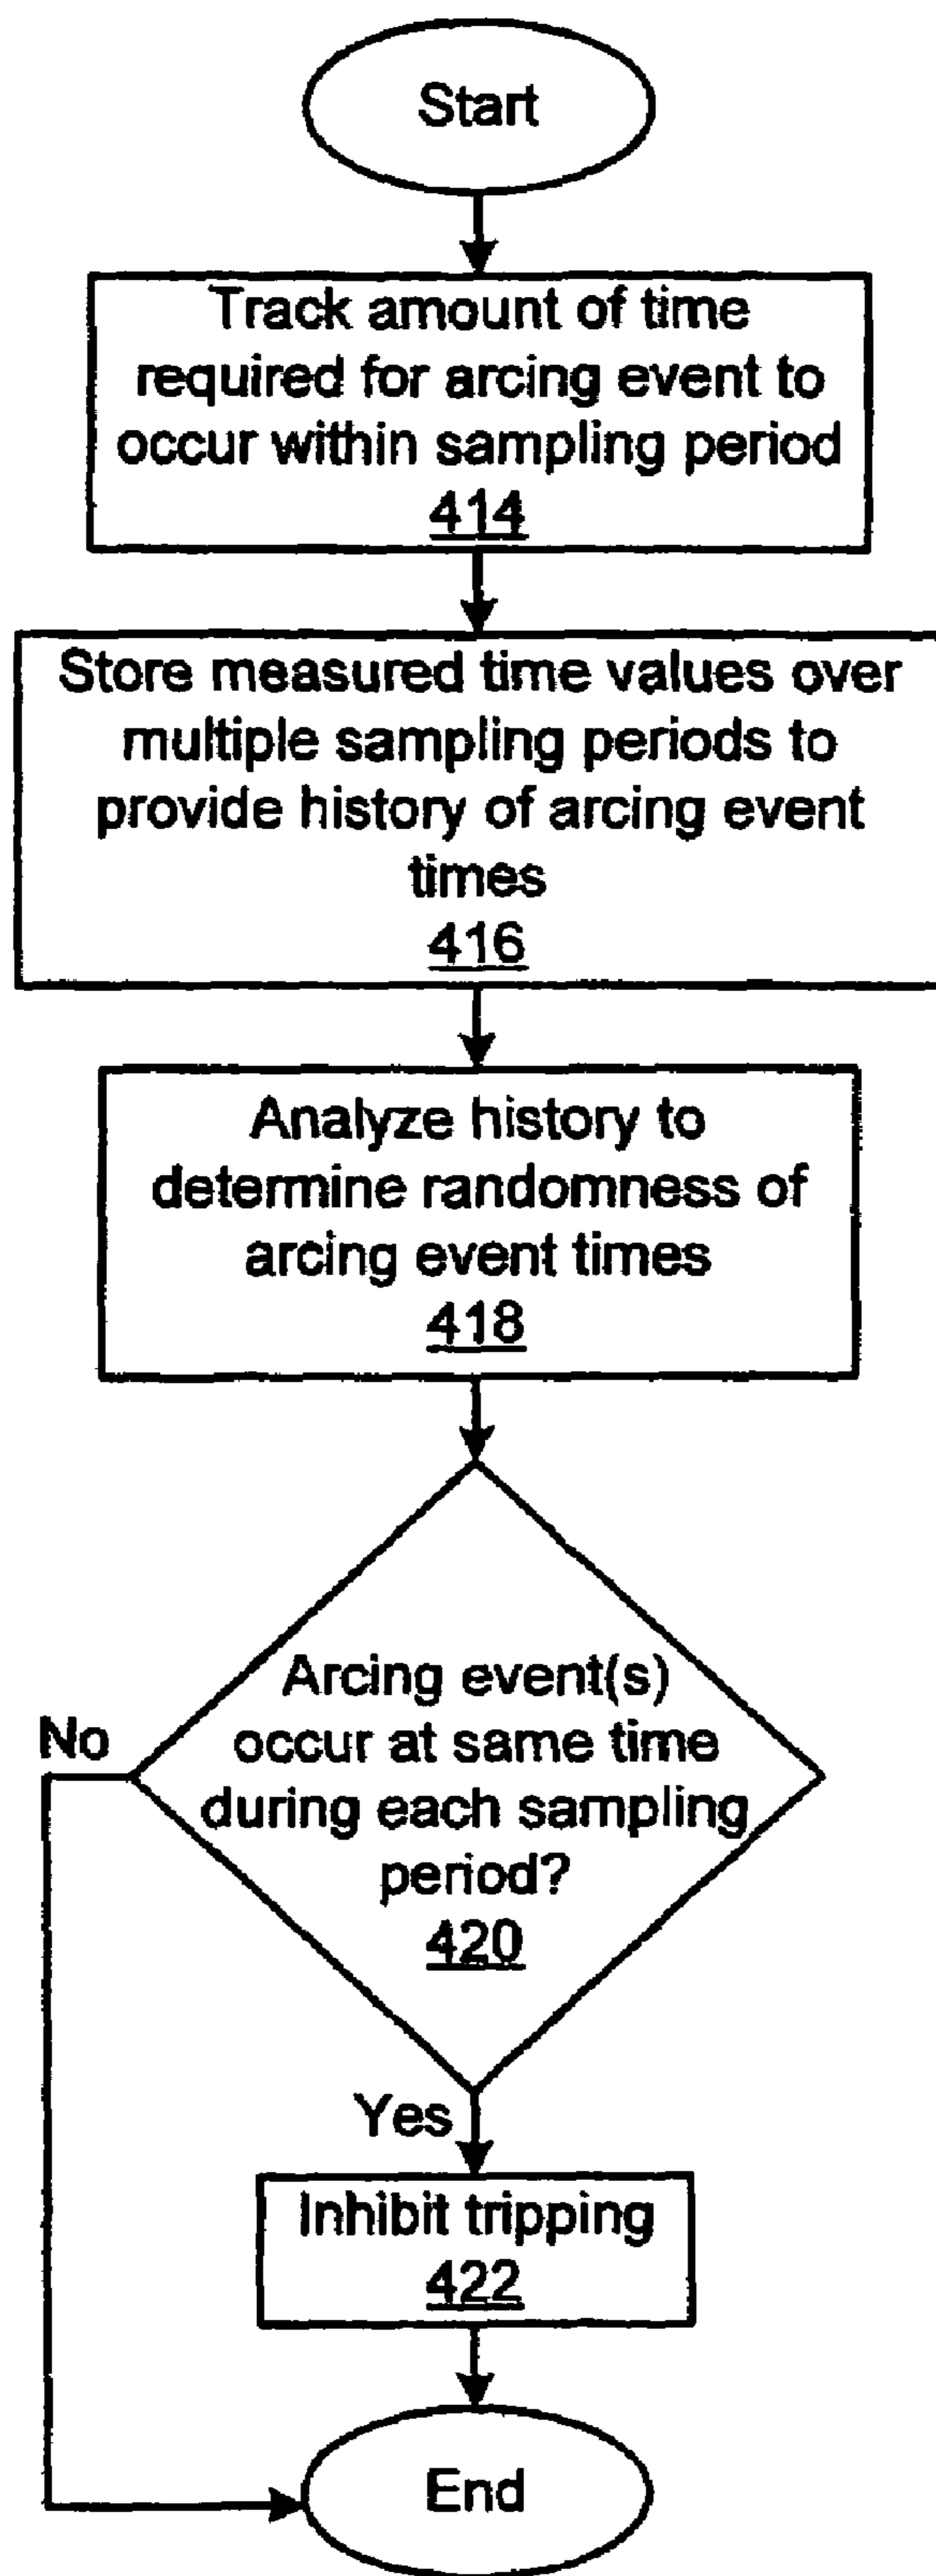 Start
Track amount of time
required for arcing event to
occur within sampling period
414
Store measured time values over
multiple sampling periods to
provide history of arcing event
times
416
Analyze history to
determine randomness of
arcing event times
418
Arcing event(s)
occur at same time
during each sampling
period?
420
No
Yes
Inhibit tripping
422
End